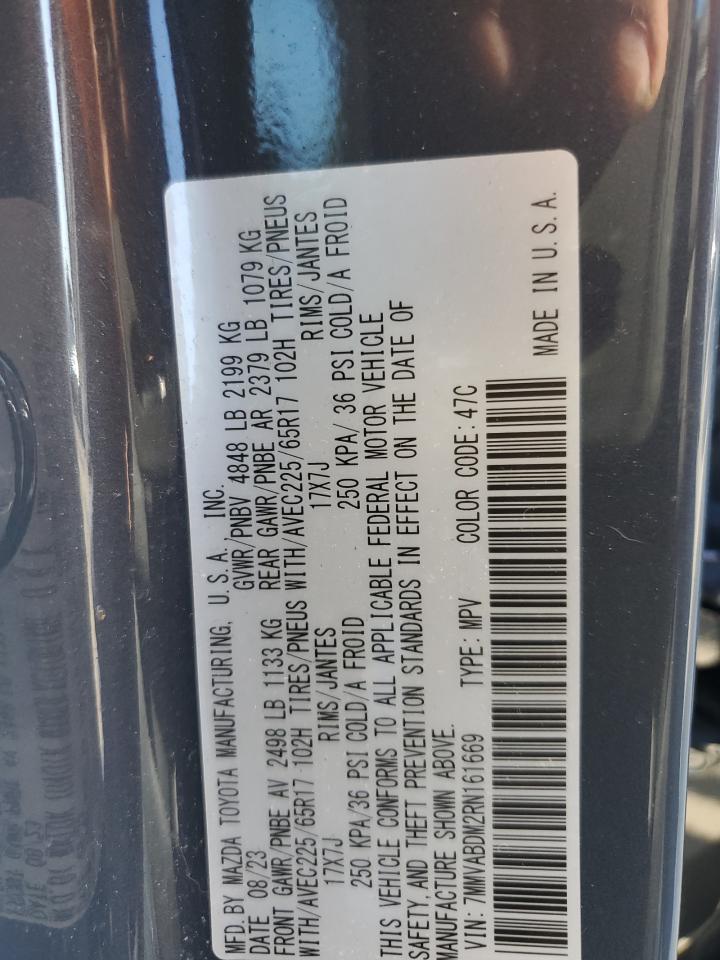 MFD. BY MAZDA TOYOTA MANUFACTURING, U. S. A., INC.
DATE 08/23 GVWR/PNBV 4848 LB 2199 KG
FRONT GAWR/PNBE AV 2498 LB 1133 KG REAR GAWR/PNBE AR 2379 LB 1079 KG
WITH/AVEC225/65R17 102H TIRES/PNEUS WITH/AVEC225/65R17 102H TIRES/PNEUS
17X7J RIMS/JANTES 17X7J RIMS/JANTES
250 KPA/36 PSI COLD/A FROID 250 KPA/ 36 PSI COLD/A FROID
THIS VEHICLE CONFORMS TO ALL APPLICABLE FEDERAL MOTOR VEHICLE
SAFETY, AND THEFT PREVENTION STANDARDS IN EFFECT ON THE DATE OF
MANUFACTURE SHOWN ABOVE.
VIN: 7MMVABDM2RN161669 TYPE: MPV COLOR CODE: 47C
MADE IN U. S. A.